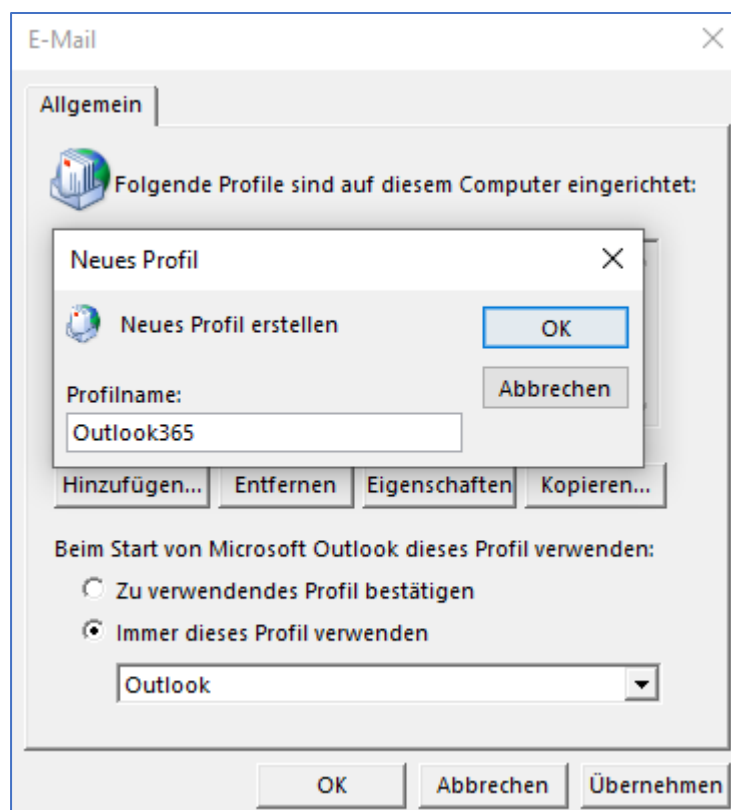 E-Mail
Allgemein
Folgende Profile sind auf diesem Computer eingerichtet:
Neues Profil
Neues Profil erstellen
OK
Abbrechen
Profilname:
Outlook365
Hinzufügen... Entfernen Eigenschaften Kopieren...
Beim Start von Microsoft Outlook dieses Profil verwenden:
Zu verwendendes Profil bestätigen
Immer dieses Profil verwenden
Outlook
OK Abbrechen Übernehmen